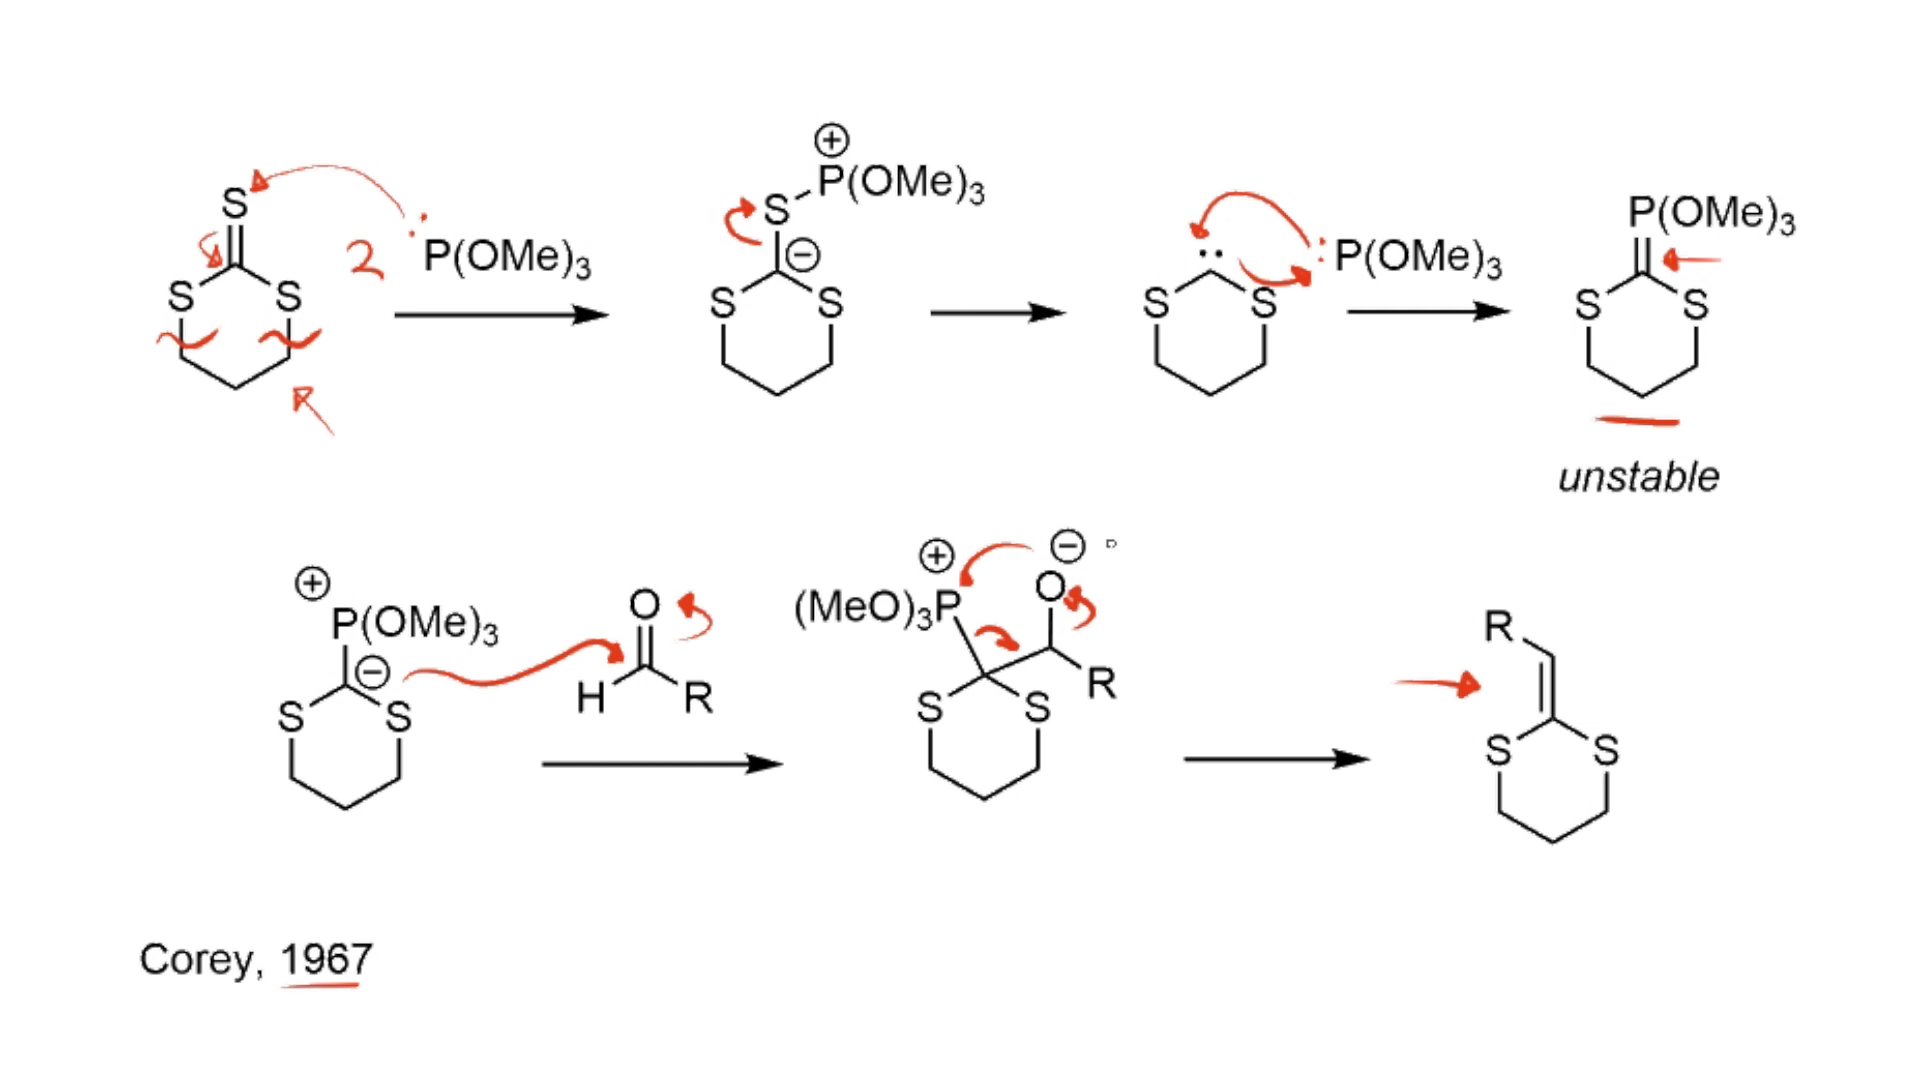 S
S S
2
P(OMe)₃
⊕
S P(OMe)₃
⊖
S S
:P(OMe)₃
S S
P(OMe)₃
S S
unstable
⊕
P(OMe)₃
⊖
S S
O
H R
⊕ ⊖
(MeO)₃P O
R
S S
R
S S
Corey, 1967